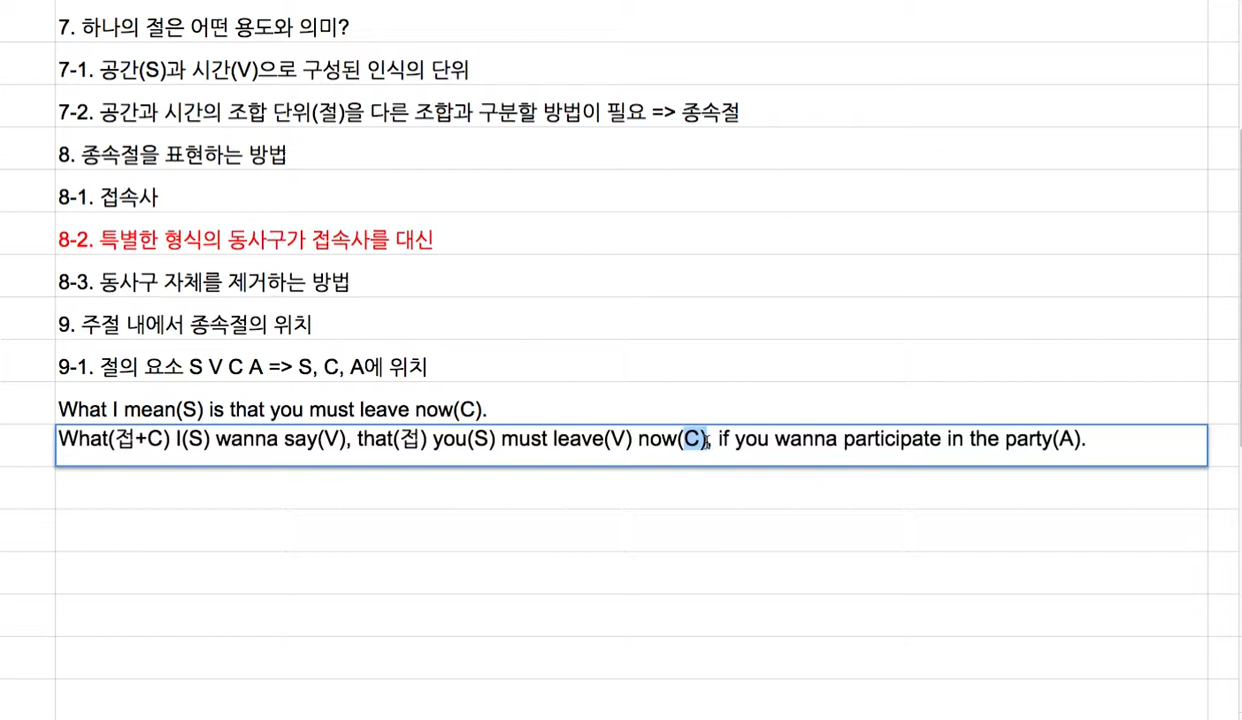 7. 하나의 절은 어떤 용도와 의미?
7-1. 공간(S)과 시간(V)으로 구성된 인식의 단위
7-2. 공간과 시간의 조합 단위(절)을 다른 조합과 구분할 방법이 필요 => 종속절
8. 종속절을 표현하는 방법
8-1. 접속사
8-2. 특별한 형식의 동사구가 접속사를 대신
8-3. 동사구 자체를 제거하는 방법
9. 주절 내에서 종속절의 위치
9-1. 절의 요소 S V C A => S, C, A에 위치
What I mean(S) is that you must leave now(C).
What(접+C) I(S) wanna say(V), that(접) you(S) must leave(V) now(C), if you wanna participate in the party(A).